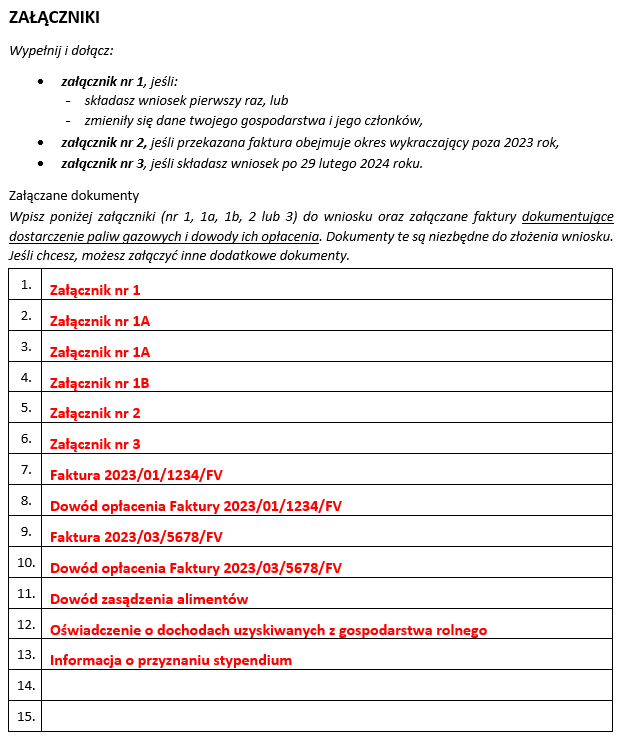 ZAŁĄCZNIKI
Wypełnij i dołącz:
• załącznik nr 1, jeśli:
- składasz wniosek pierwszy raz, lub
- zmieniły się dane twojego gospodarstwa i jego członków,
• załącznik nr 2, jeśli przekazana faktura obejmuje okres wykraczający poza 2023 rok,
• załącznik nr 3, jeśli składasz wniosek po 29 lutego 2024 roku.
Załączane dokumenty
Wpisz poniżej załączniki (nr 1, 1a, 1b, 2 lub 3) do wniosku oraz załączane faktury dokumentujące
dostarczenie paliw gazowych i dowody ich opłacenia. Dokumenty te są niezbędne do złożenia wniosku.
Jeśli chcesz, możesz załączyć inne dodatkowe dokumenty.
1. Załącznik nr 1
2. Załącznik nr 1A
3. Załącznik nr 1A
4. Załącznik nr 1B
5. Załącznik nr 2
6. Załącznik nr 3
7. Faktura 2023/01/1234/FV
8. Dowód opłacenia Faktury 2023/01/1234/FV
9. Faktura 2023/03/5678/FV
10. Dowód opłacenia Faktury 2023/03/5678/FV
11. Dowód zasądzenia alimentów
12. Oświadczenie o dochodach uzyskiwanych z gospodarstwa rolnego
13. Informacja o przyznaniu stypendium
14.
15.